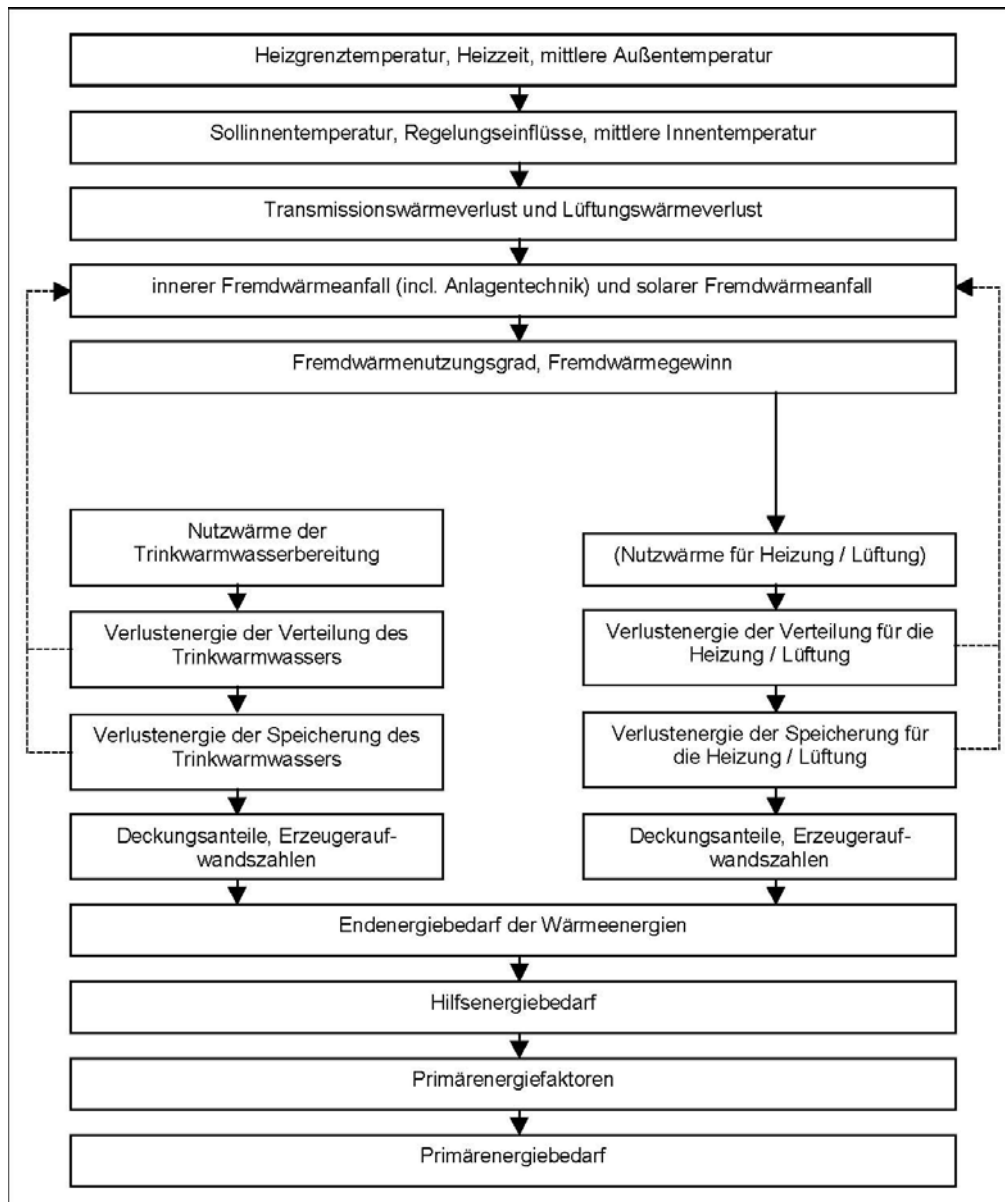 Heizgrenztemperatur, Heizzeit, mittlere Außentemperatur
Sollinnentemperatur, Regelungseinflüsse, mittlere Innentemperatur
Transmissionswärmeverlust und Lüftungswärmeverlust
innerer Fremdwärmeanfall (incl. Anlagentechnik) und solarer Fremdwärmeanfall
Fremdwärmenutzungsgrad, Fremdwärmegewinn
Nutzwärme der
Trinkwarmwasserbereitung
Verlustenergie der Verteilung des
Trinkwarmwassers
Verlustenergie der Speicherung des
Trinkwarmwassers
Deckungsanteile, Erzeugerauf-
wandszahlen
(Nutzwärme für Heizung / Lüftung)
Verlustenergie der Verteilung für die
Heizung / Lüftung
Verlustenergie der Speicherung für
die Heizung / Lüftung
Deckungsanteile, Erzeugerauf-
wandszahlen
Endenergiebedarf der Wärmeenergien
Hilfsenergiebedarf
Primärenergiefaktoren
Primärenergiebedarf